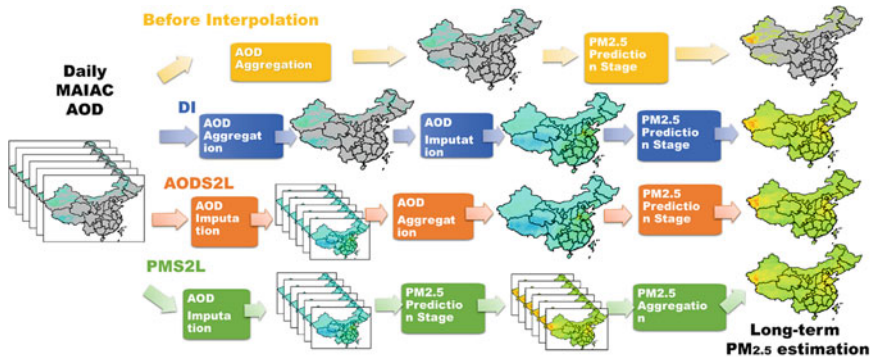 Before Interpolation
Daily
MAIAC
AOD
AOD
Aggregation
PM2.5
Predictio
n Stage
DI
AOD
Aggregat
ion
AOD
Imputat
ion
PM2.5
Predictio
n Stage
AODS2L
AOD
Imputa
tion
AOD
Aggregat
ion
PM2.5
Predictio
n Stage
PMS2L
AOD
Imputa
tion
PM2.5
Predictio
n Stage
PM2.5
Aggregatio
n
Long-term
PM2.5 estimation